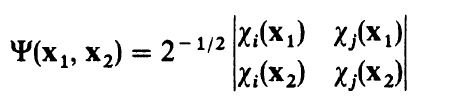 Ψ(x₁, x₂) = 2⁻¹/² |χᵢ(x₁) χⱼ(x₁)|
|χᵢ(x₂) χⱼ(x₂)|